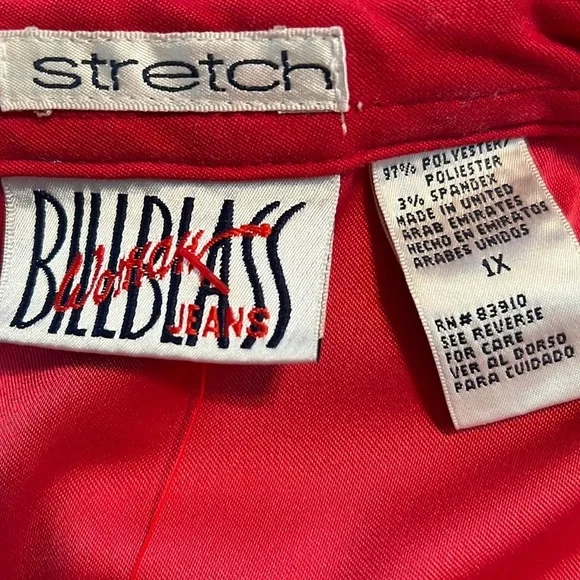 stretch
BILLBLASS
Woman
JEANS
97% POLYESTER/
POLIESTER
3% SPANDEX
MADE IN UNITED
ARAB EMIRATES
HECHO EN EMIRATOS
ARABES UNIDOS
1X
RN# 83910
SEE REVERSE
FOR CARE
VER AL DORSO
PARA CUIDADO